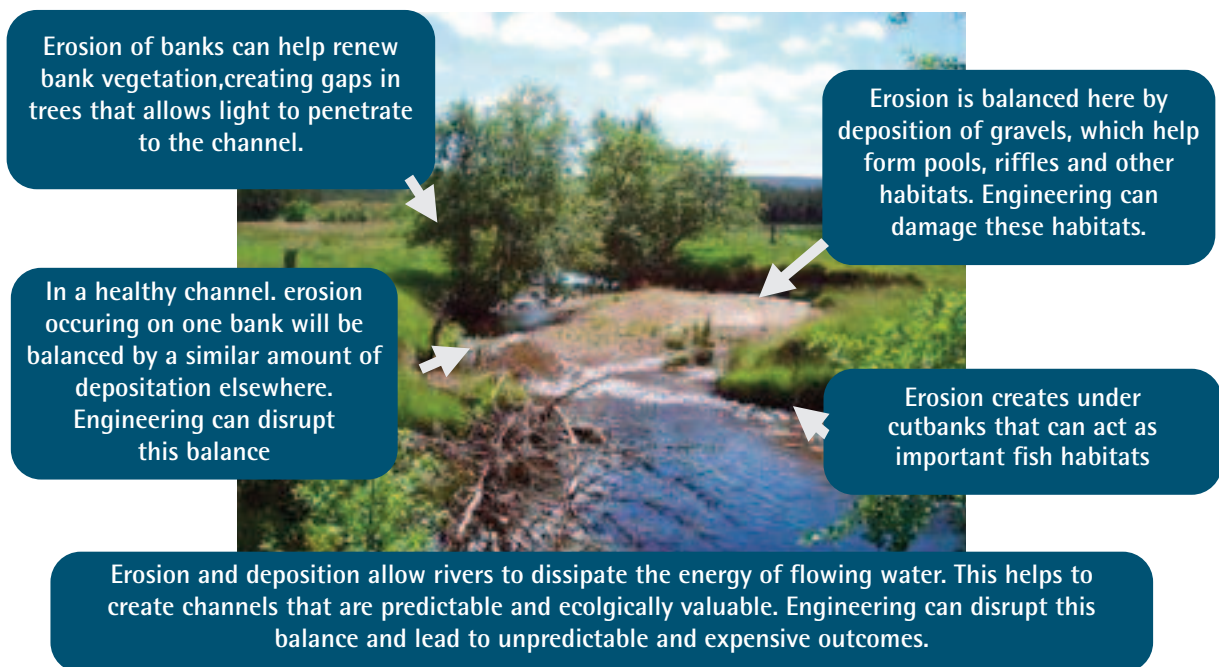 Erosion of banks can help renew
bank vegetation,creating gaps in
trees that allows light to penetrate
to the channel.
Erosion is balanced here by
deposition of gravels, which help
form pools, riffles and other
habitats. Engineering can
damage these habitats.
In a healthy channel. erosion
occuring on one bank will be
balanced by a similar amount of
depositation elsewhere.
Engineering can disrupt
this balance
Erosion creates under
cutbanks that can act as
important fish habitats
Erosion and deposition allow rivers to dissipate the energy of flowing water. This helps to
create channels that are predictable and ecolgically valuable. Engineering can disrupt this
balance and lead to unpredictable and expensive outcomes.